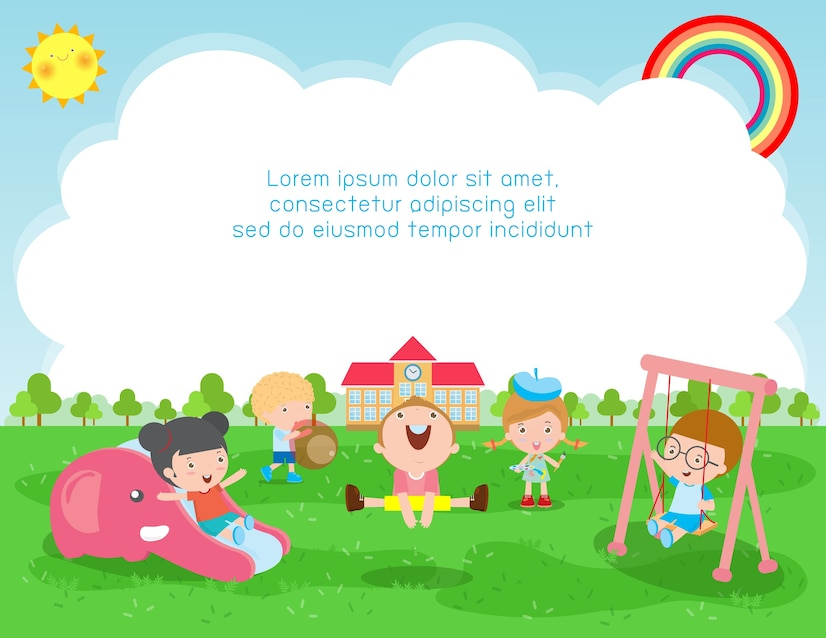 Lorem ipsum dolor sit amet,
consectetur adipiscing elit
sed do eiusmod tempor incididunt